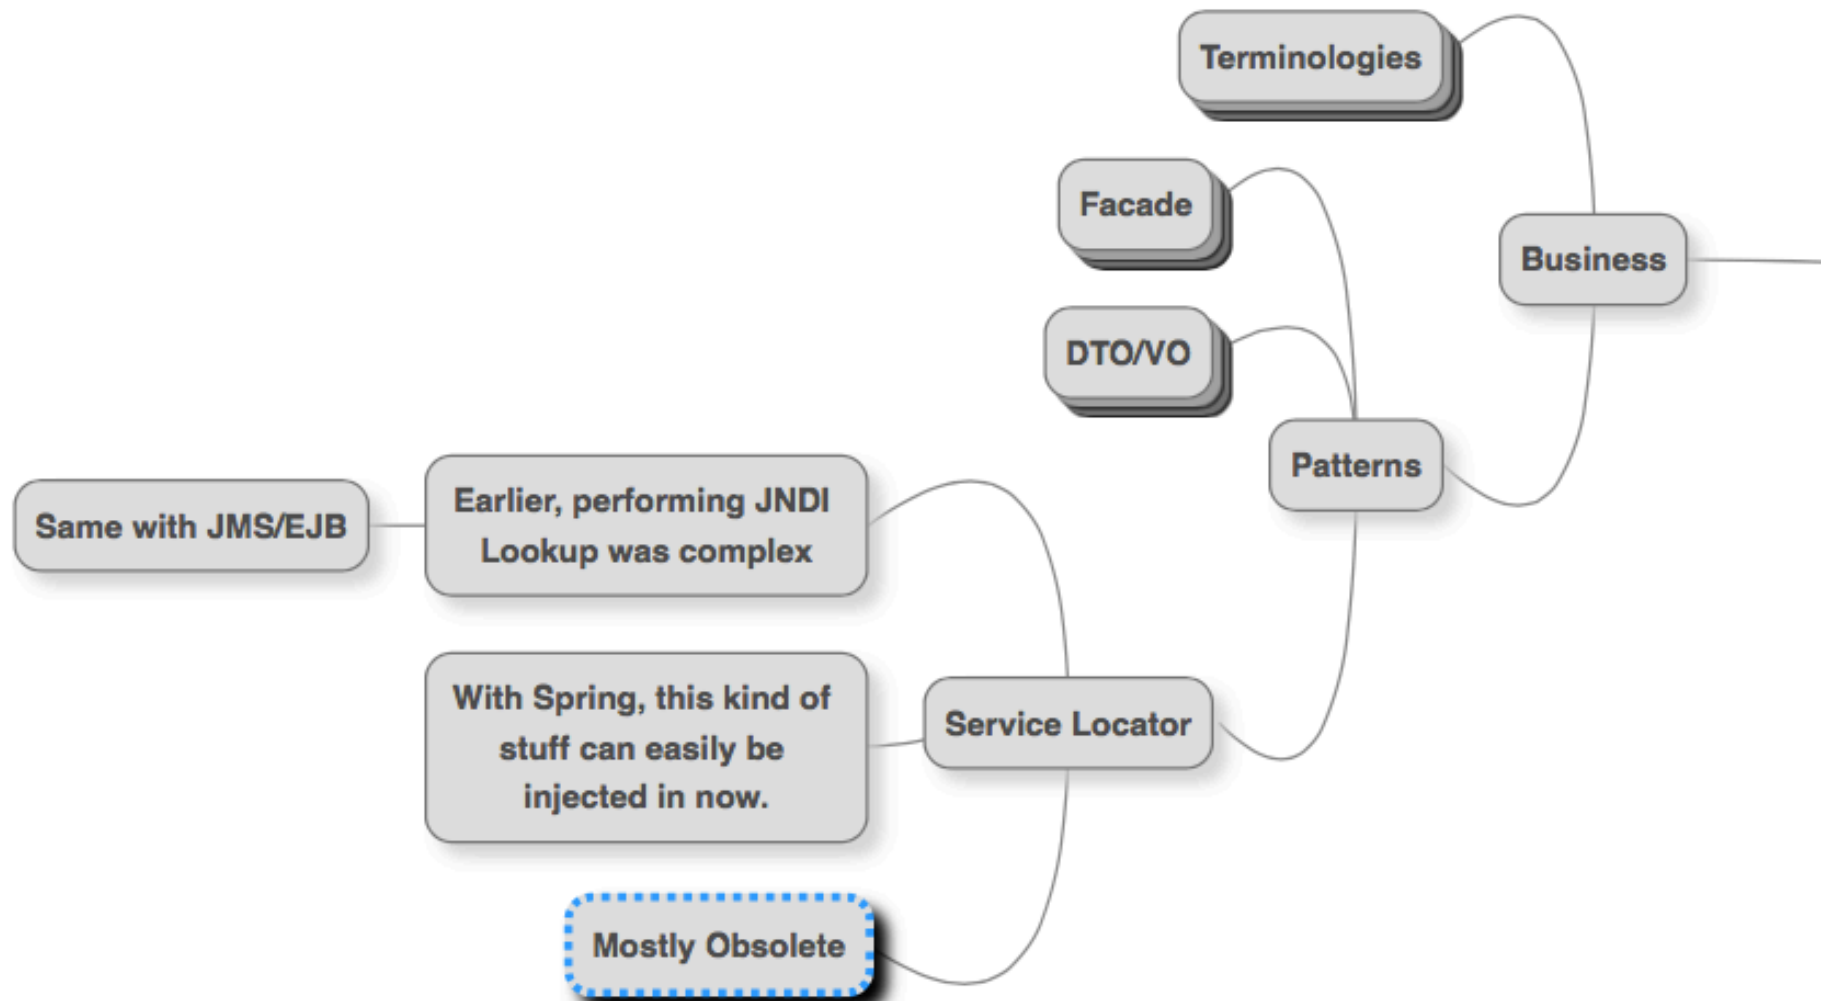 Terminologies
Facade
Business
DTO/VO
Patterns
Earlier, performing JNDI
Lookup was complex
Same with JMS/EJB
With Spring, this kind of
stuff can easily be
injected in now.
Service Locator
Mostly Obsolete